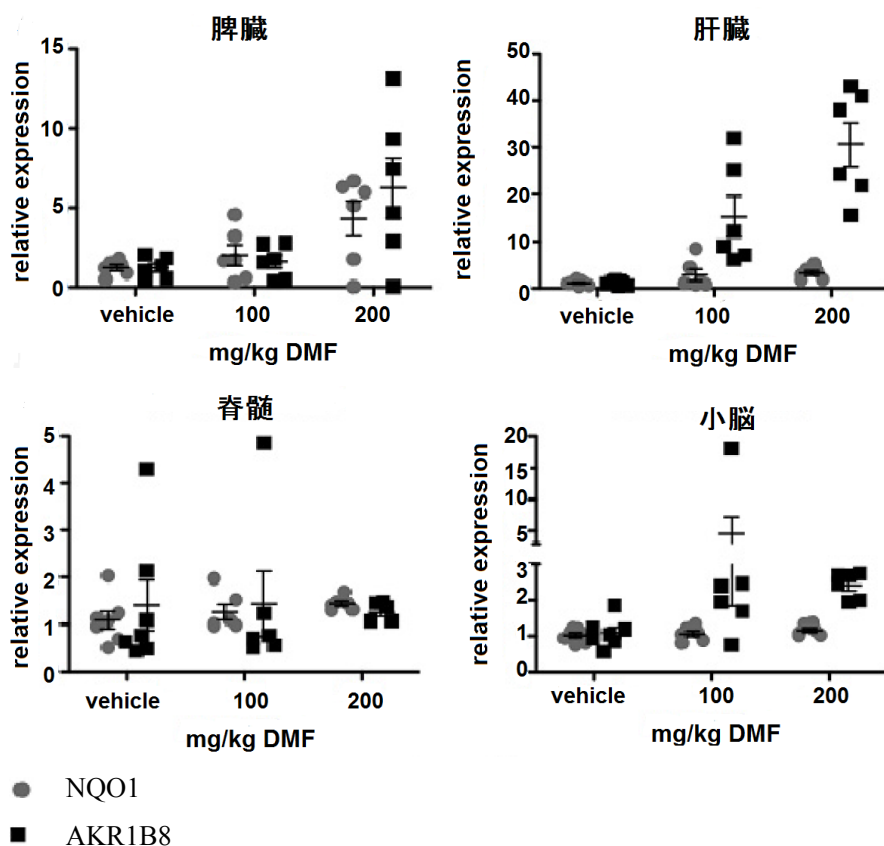 脾臓
relative expression
15
10
5
0
vehicle
100
200
mg/kg DMF
肝臓
relative expression
50
40
30
20
10
0
vehicle
100
200
mg/kg DMF
脊髄
relative expression
5
4
3
2
1
0
vehicle
100
200
mg/kg DMF
小脳
relative expression
20
15
10
5
3
2
1
0
vehicle
100
200
mg/kg DMF
NQO1
AKR1B8